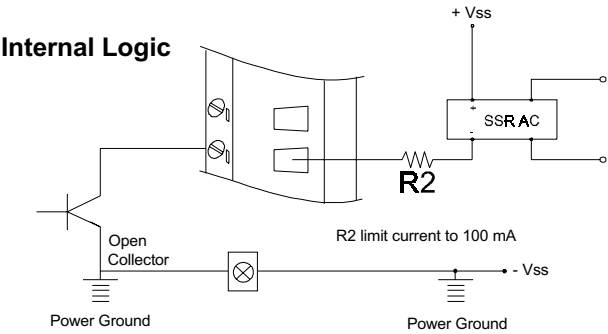 + Vss
Internal Logic
+
SSR AC
-
R2
R2 limit current to 100 mA
Open
Collector
- Vss
Power Ground
Power Ground